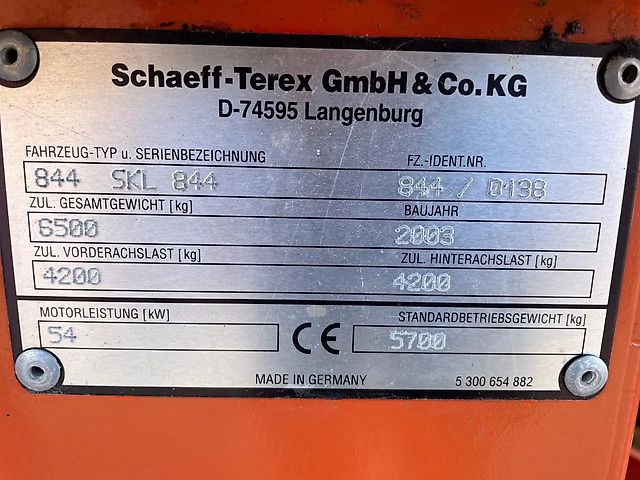 Schaeff-Terex GmbH & Co. KG
D-74595 Langenburg
FAHRZEUG-TYP u. SERIENBEZEICHNUNG FZ.-IDENT.NR.
844 SKL 844 844 / 0138
ZUL. GESAMTGEWICHT [kg] BAUJAHR
6500 2003
ZUL. VORDERACHSLAST [kg] ZUL. HINTERACHSLAST [kg]
4200 4200
MOTORLEISTUNG [kW] STANDARDBETRIEBSGEWICHT [kg]
54 CE 5700
MADE IN GERMANY 5 300 654 882